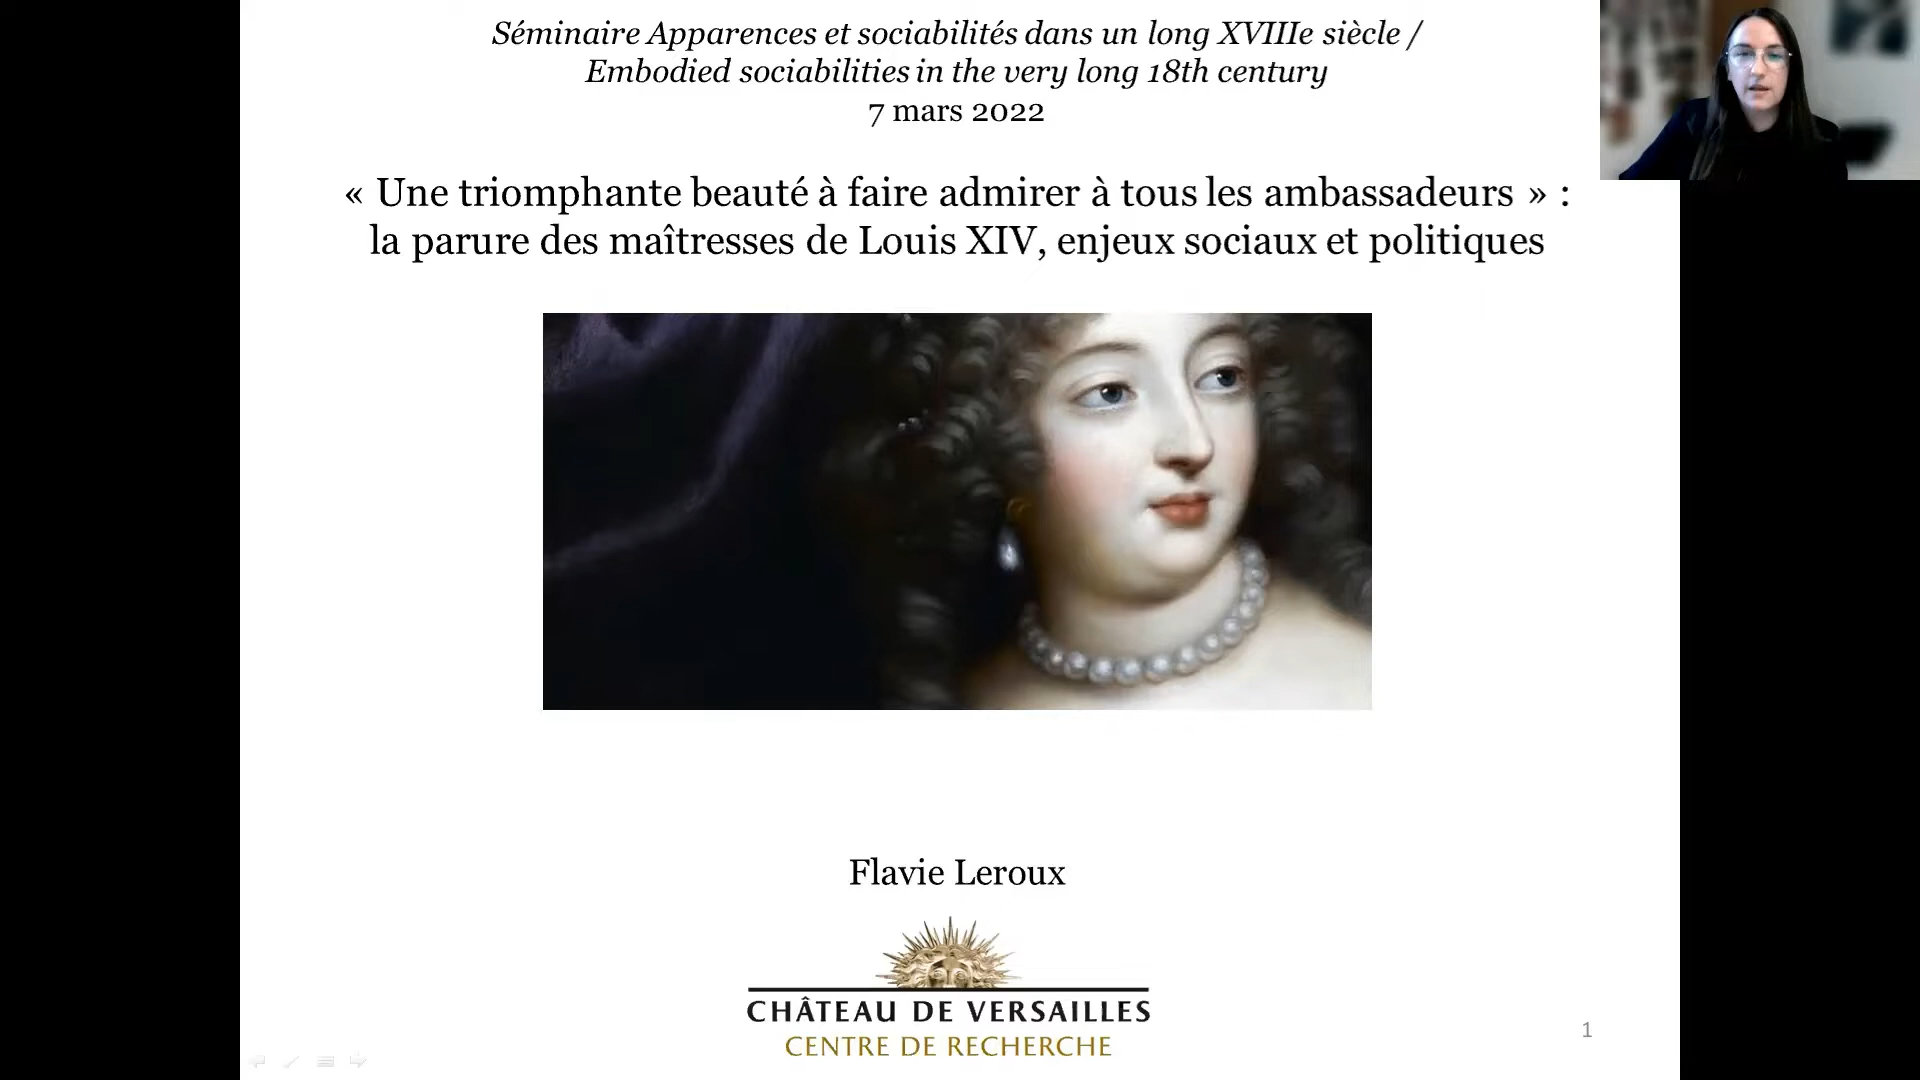 Séminaire Apparences et sociabilités dans un long XVIIIe siècle /
Embodied sociabilities in the very long 18th century
7 mars 2022
« Une triomphante beauté à faire admirer à tous les ambassadeurs » :
la parure des maîtresses de Louis XIV, enjeux sociaux et politiques
Flavie Leroux
CHÂTEAU DE VERSAILLES
CENTRE DE RECHERCHE
1